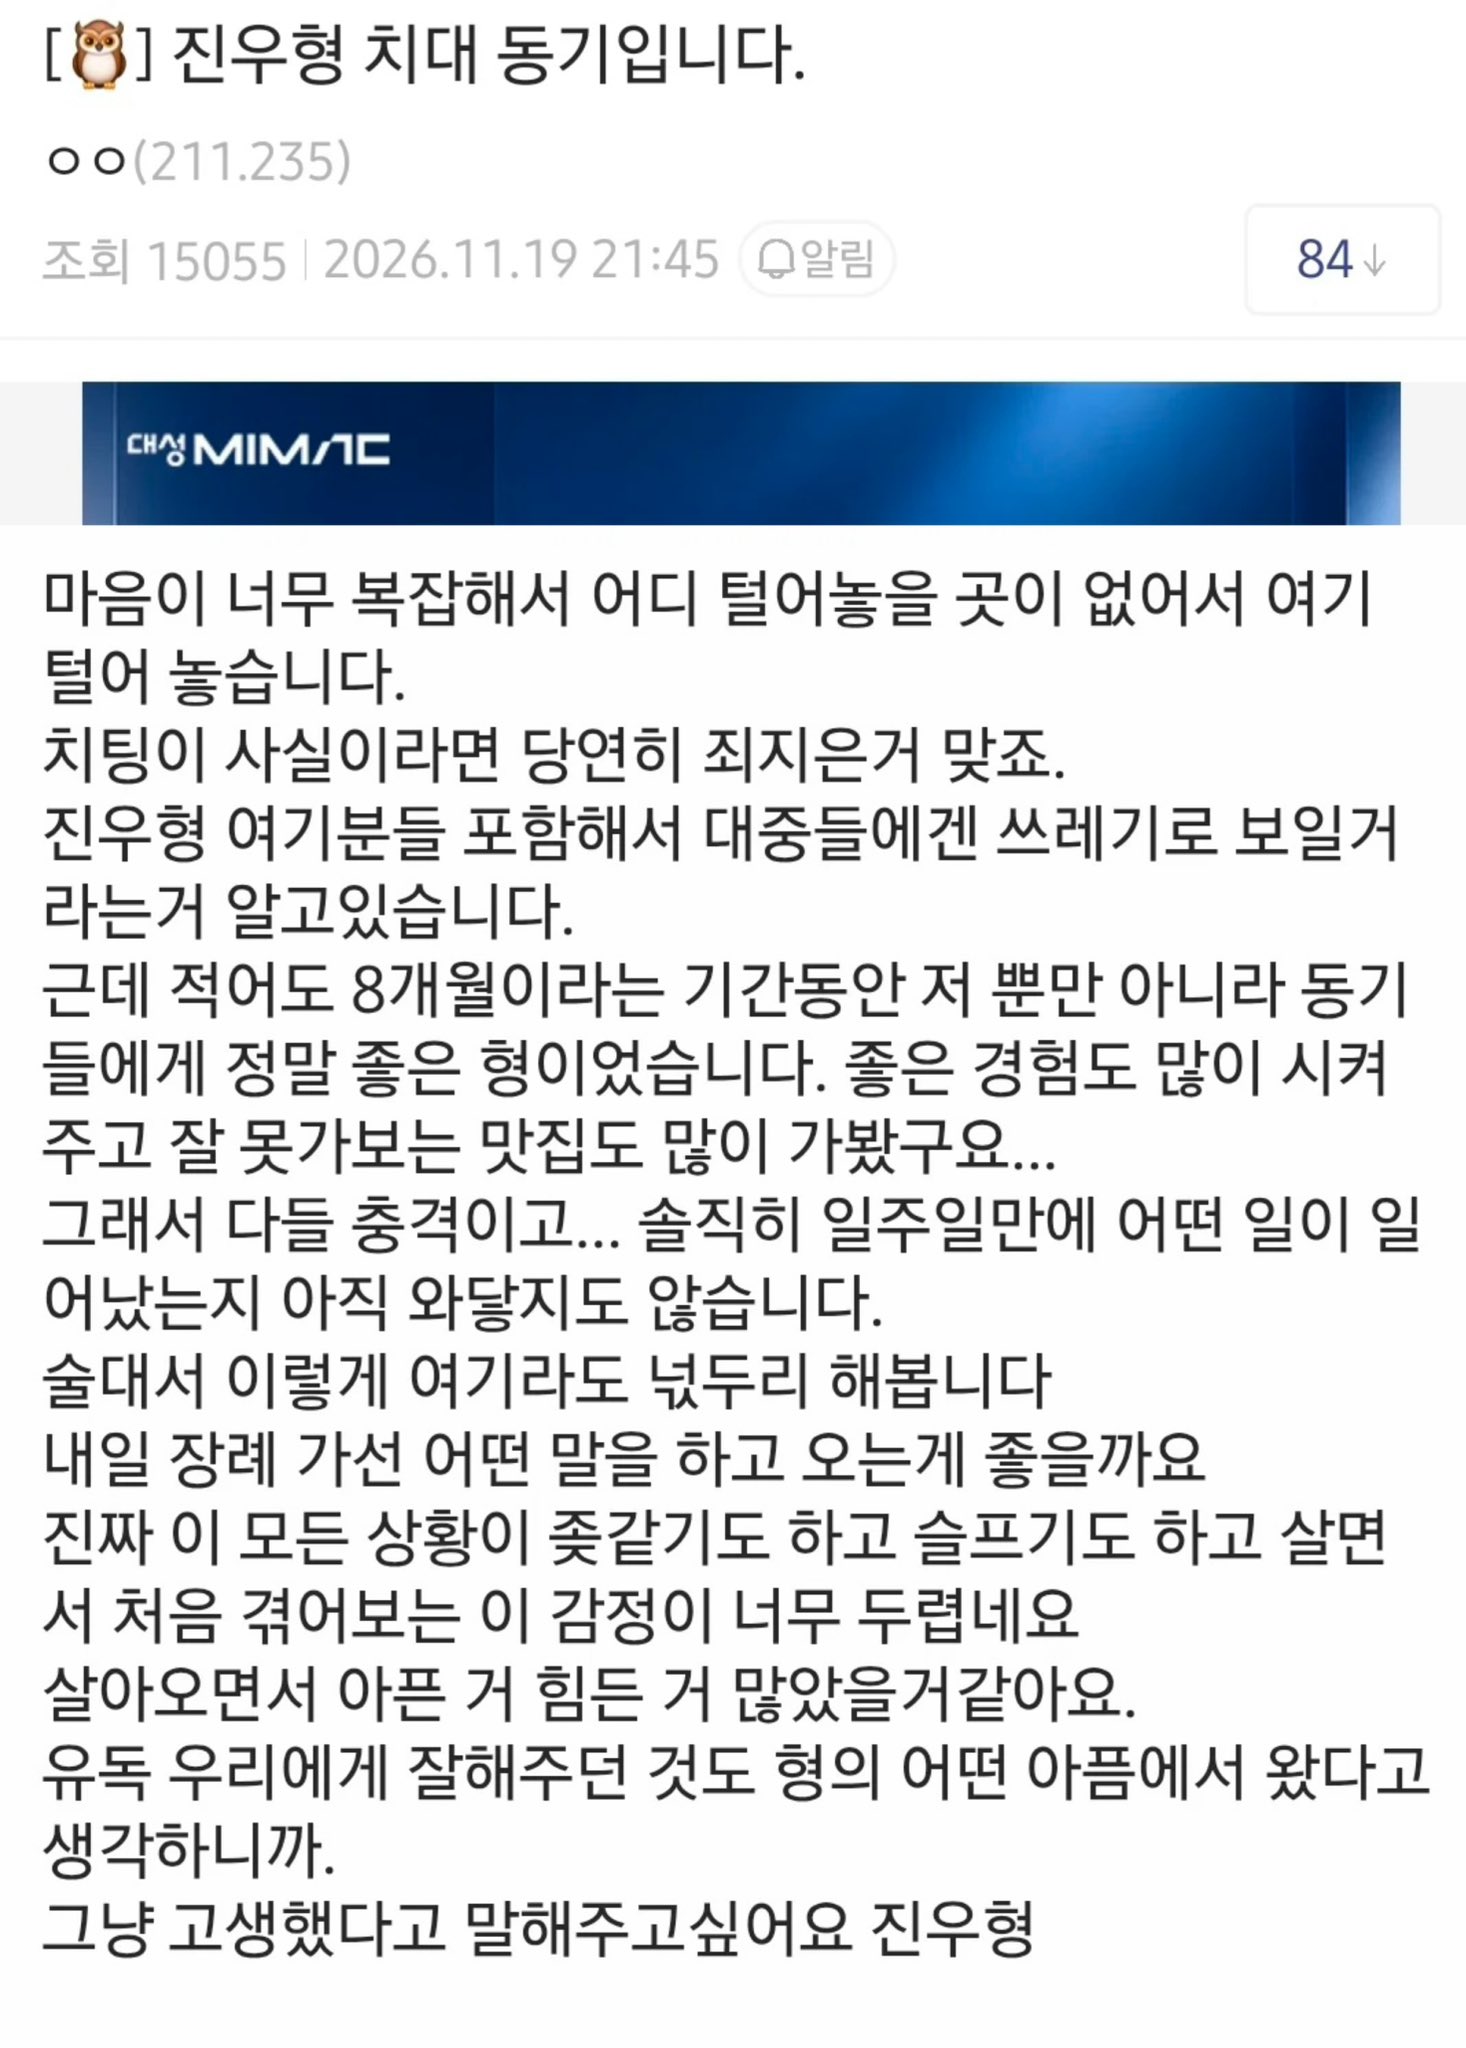 [🦉] 진우형 치대 동기입니다.
ㅇㅇ(211.235)
조회 15055 | 2026.11.19 21:45 알림
84↓
대성 MIMAC
마음이 너무 복잡해서 어디 털어놓을 곳이 없어서 여기
털어 놓습니다.
치팅이 사실이라면 당연히 죄지은거 맞죠.
진우형 여기분들 포함해서 대중들에겐 쓰레기로 보일거
라는거 알고있습니다.
근데 적어도 8개월이라는 기간동안 저 뿐만 아니라 동기
들에게 정말 좋은 형이었습니다. 좋은 경험도 많이 시켜
주고 잘 못가보는 맛집도 많이 가봤구요...
그래서 다들 충격이고... 솔직히 일주일만에 어떤 일이 일
어났는지 아직 와닿지도 않습니다.
술대서 이렇게 여기라도 넋두리 해봅니다
내일 장례 가선 어떤 말을 하고 오는게 좋을까요
진짜 이 모든 상황이 좆같기도 하고 슬프기도 하고 살면
서 처음 겪어보는 이 감정이 너무 두렵네요
살아오면서 아픈 거 힘든 거 많았을거같아요.
유독 우리에게 잘해주던 것도 형의 어떤 아픔에서 왔다고
생각하니까.
그냥 고생했다고 말해주고싶어요 진우형